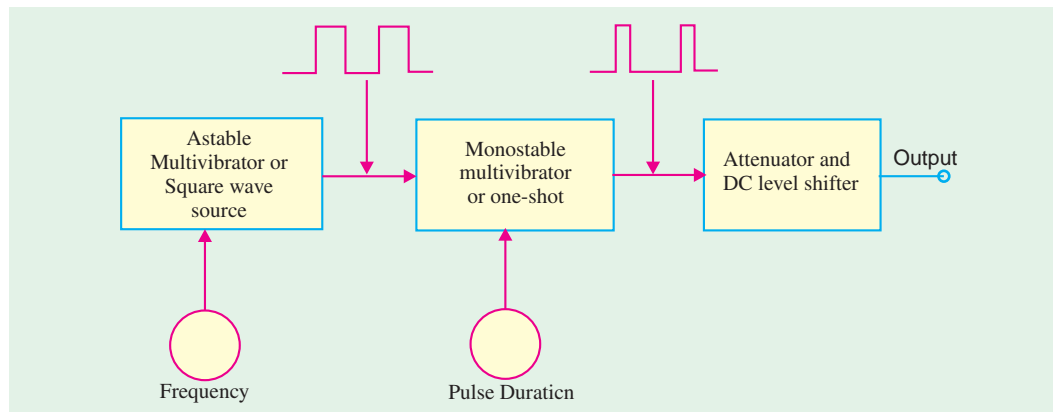 Astable
Multivibrator or
Square wave
source
Monostable
multivibrator
or one-shot
Attenuator and
DC level shifter
Output
Frequency
Pulse Duraticn